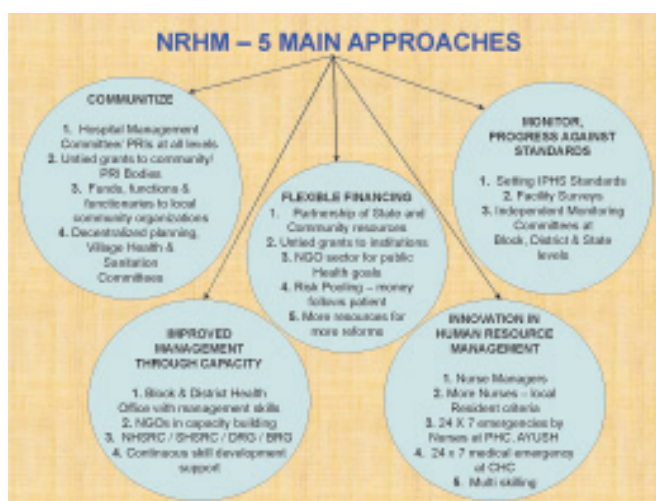 NRHM – 5 MAIN APPROACHES
COMMUNITIZE
1. Hospital Management
Committee/ PRIs at all levels
2. Untied grants to community/
PRI Bodies
3. Funds, functions &
functionaries to local
community organizations
4. Decentralized planning,
Village Health &
Sanitation
Committees
FLEXIBLE FINANCING
1. Partnership of State and
Community resources
2. Untied grants to institutions
3. NGO sector for public
Health goals
4. Risk Pooling – money
follows patient
5. More resources for
more reforms
MONITOR,
PROGRESS AGAINST
STANDARDS
1. Setting IPHS Standards
2. Facility Surveys
3. Independent Monitoring
Committees at
Block, District & State
levels
IMPROVED
MANAGEMENT
THROUGH CAPACITY
1. Block & District Health
Office with management skills
2. NGOs in capacity building
3. NHSRC / SHSRC / DRG / BRG
4. Continuous skill development
support
INNOVATION IN
HUMAN RESOURCE
MANAGEMENT
1. Nurse Managers
2. More Nurses – local
Resident criteria
3. 24 X 7 emergencies by
Nurses at PHC. AYUSH
4. 24 x 7 medical emergency
at CHC
5. Multi skilling